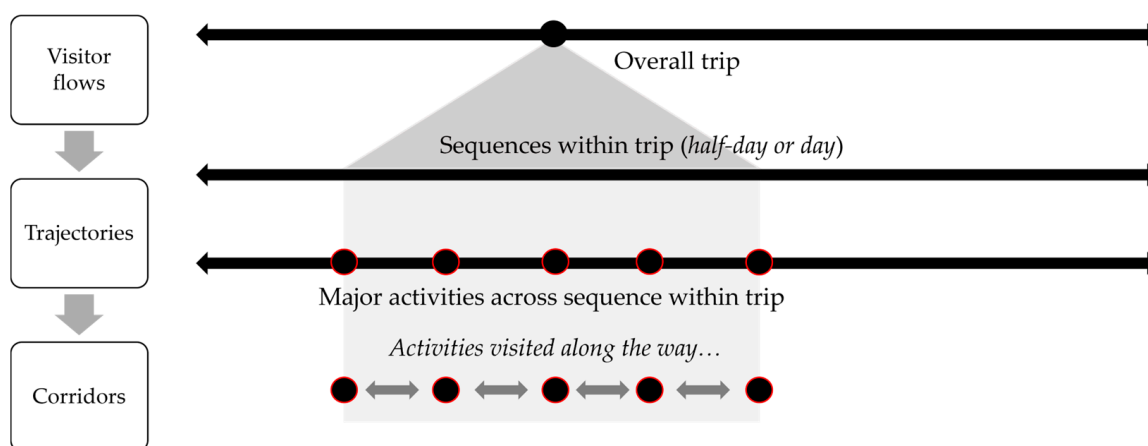 Visitor
flows
Overall trip
Sequences within trip (half-day or day)
Trajectories
Major activities across sequence within trip
Activities visited along the way…
Corridors